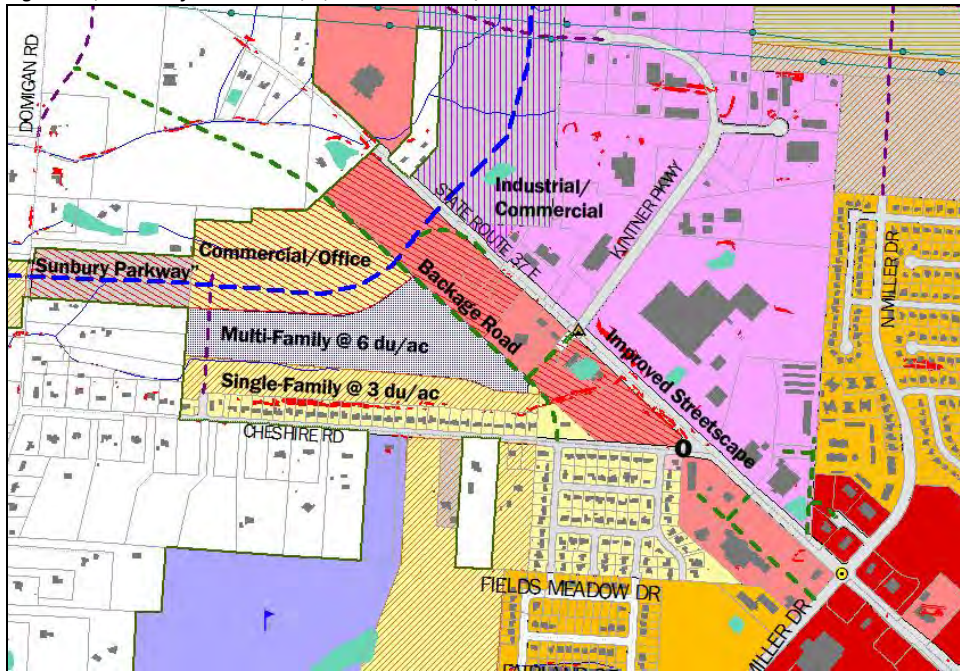 DOMIGAN RD
STATE ROUTE 37 E
Industrial/
Commercial
KINTNER PKWY
N MILLER DR
"Sunbury Parkway"
Commercial/Office
Backage Road
Multi-Family @ 6 du/ac
Improved Streetscape
Single-Family @ 3 du/ac
CHESHIRE RD
0
FIELDS MEADOW DR
MILLER DR